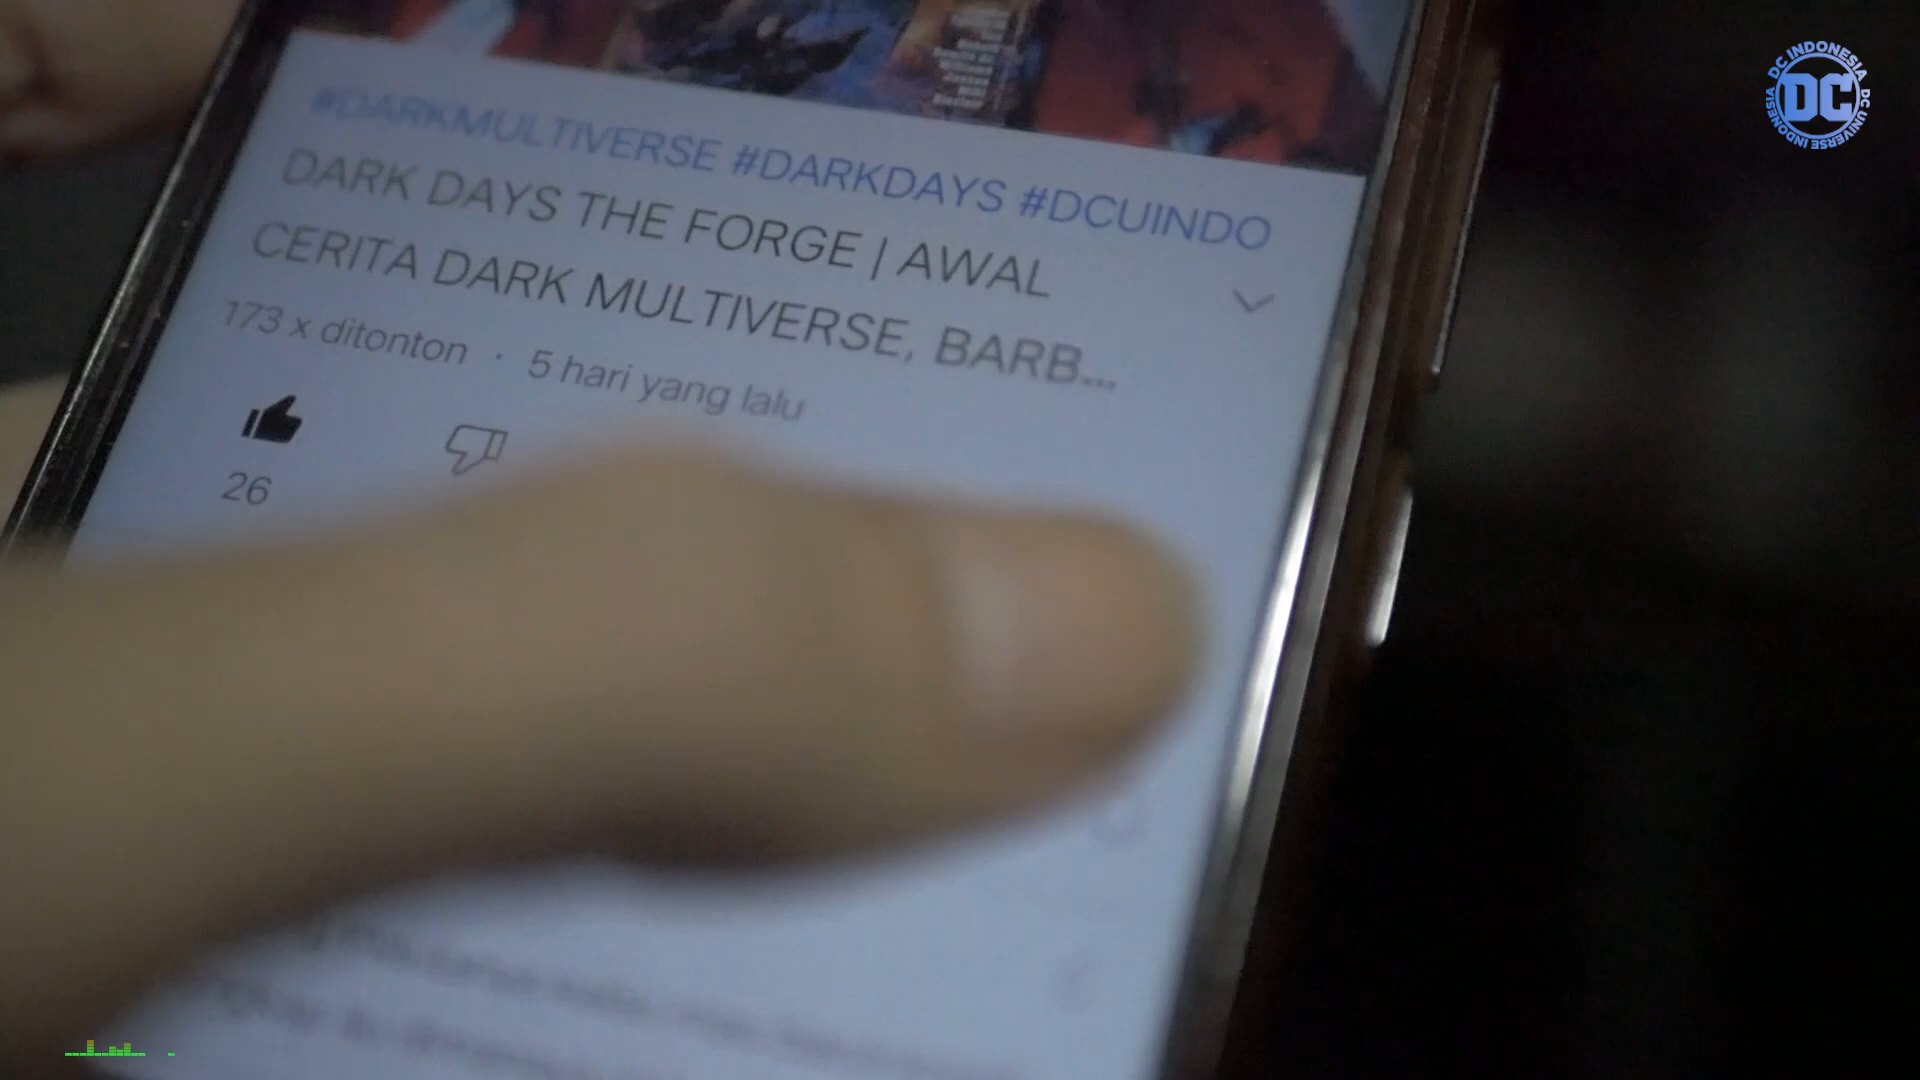 #DARKMULTIVERSE #DARKDAYS #DCUINDO
DARK DAYS THE FORGE | AWAL
CERITA DARK MULTIVERSE, BARB...
173 x ditonton · 5 hari yang lalu
26
DC INDONESIA
DC
DC UNIVERSE INDONESIA